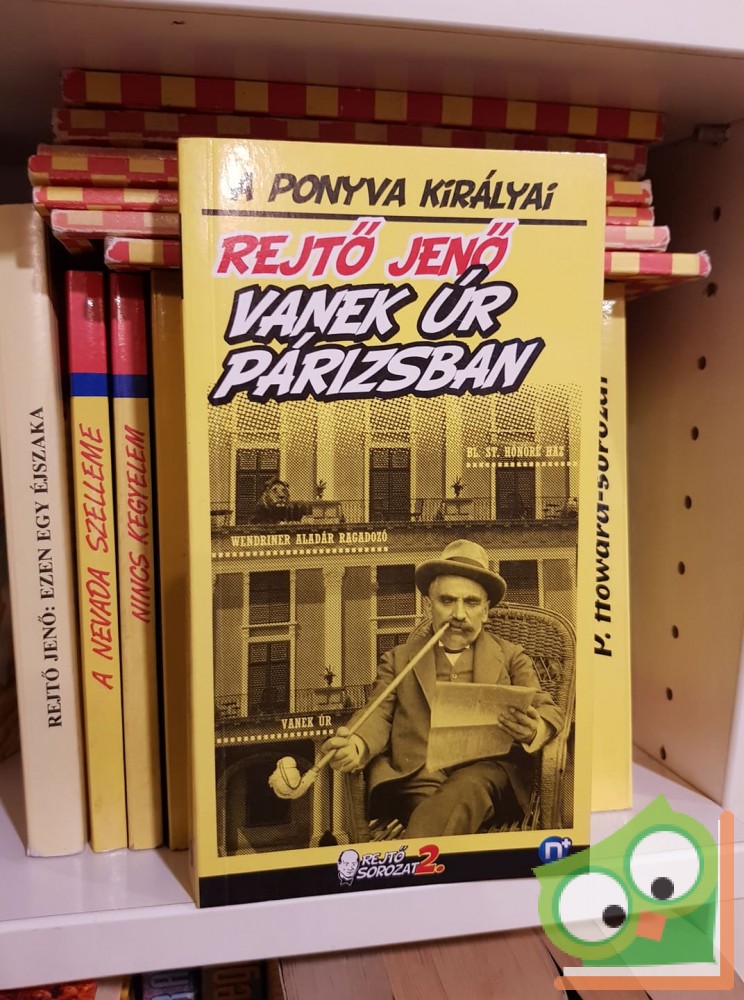 A PONYVA KIRÁLYAI
REJTŐ JENŐ
VANEK ÚR
PÁRIZSBAN
BL. ST. HONORÉ HÁZ
WENDRINER ALADÁR RAGADOZÓ
VANEK ÚR
REJTŐ
SOROZAT 2.
n+
REJTŐ JENŐ: EZEN EGY ÉJSZAKA
A NEVADA SZELLEME
NINCS KEGYELEM
P. Howard-sorozat